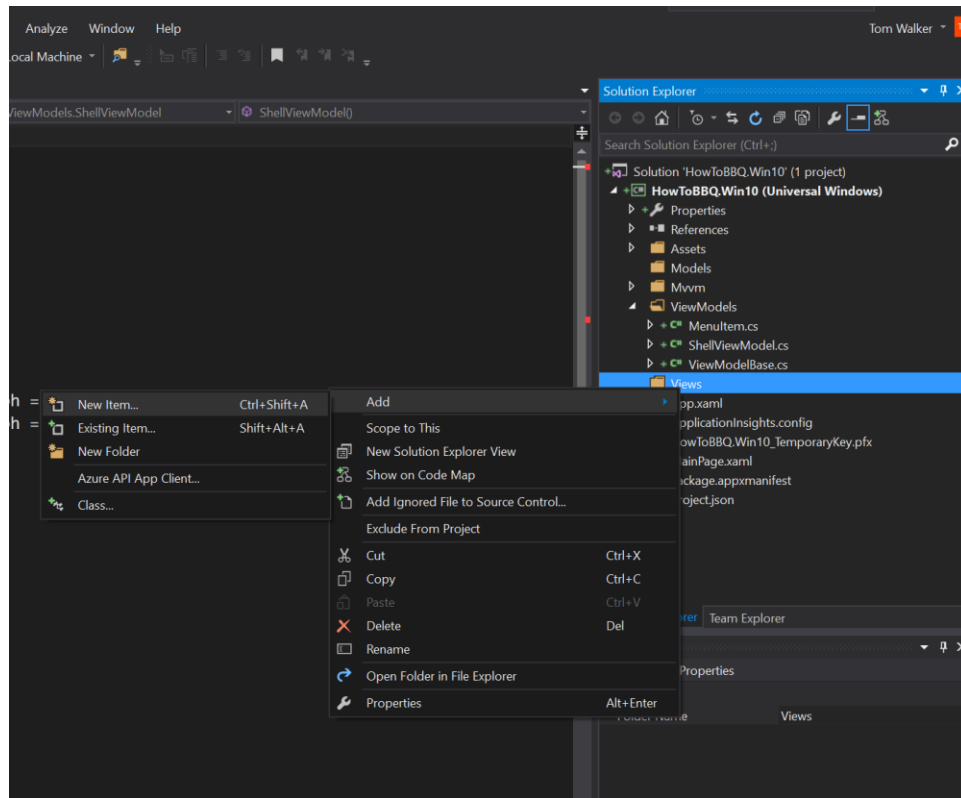 Analyze Window Help
Tom Walker
Local Machine
ViewModels.ShellViewModel
ShellViewModel()
Solution Explorer
Search Solution Explorer (Ctrl+;)
Solution 'HowToBBQ.Win10' (1 project)
HowToBBQ.Win10 (Universal Windows)
Properties
References
Assets
Models
Mvvm
ViewModels
C# MenuItem.cs
C# ShellViewModel.cs
C# ViewModelBase.cs
Views
pp.xaml
pplicationInsights.config
owToBBQ.Win10_TemporaryKey.pfx
ainPage.xaml
ackage.appxmanifest
roject.json
h =
h =
New Item... Ctrl+Shift+A
Existing Item... Shift+Alt+A
New Folder
Azure API App Client...
Class...
Add
Scope to This
New Solution Explorer View
Show on Code Map
Add Ignored File to Source Control...
Exclude From Project
Cut Ctrl+X
Copy Ctrl+C
Paste Ctrl+V
Delete Del
Rename
Open Folder in File Explorer
Properties Alt+Enter
rer Team Explorer
Properties
Folder Name Views